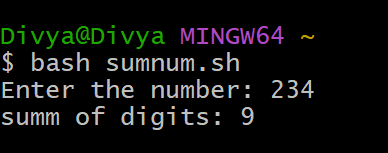 Divya@Divya MINGW64 ~
$ bash sumnum.sh
Enter the number: 234
summ of digits: 9